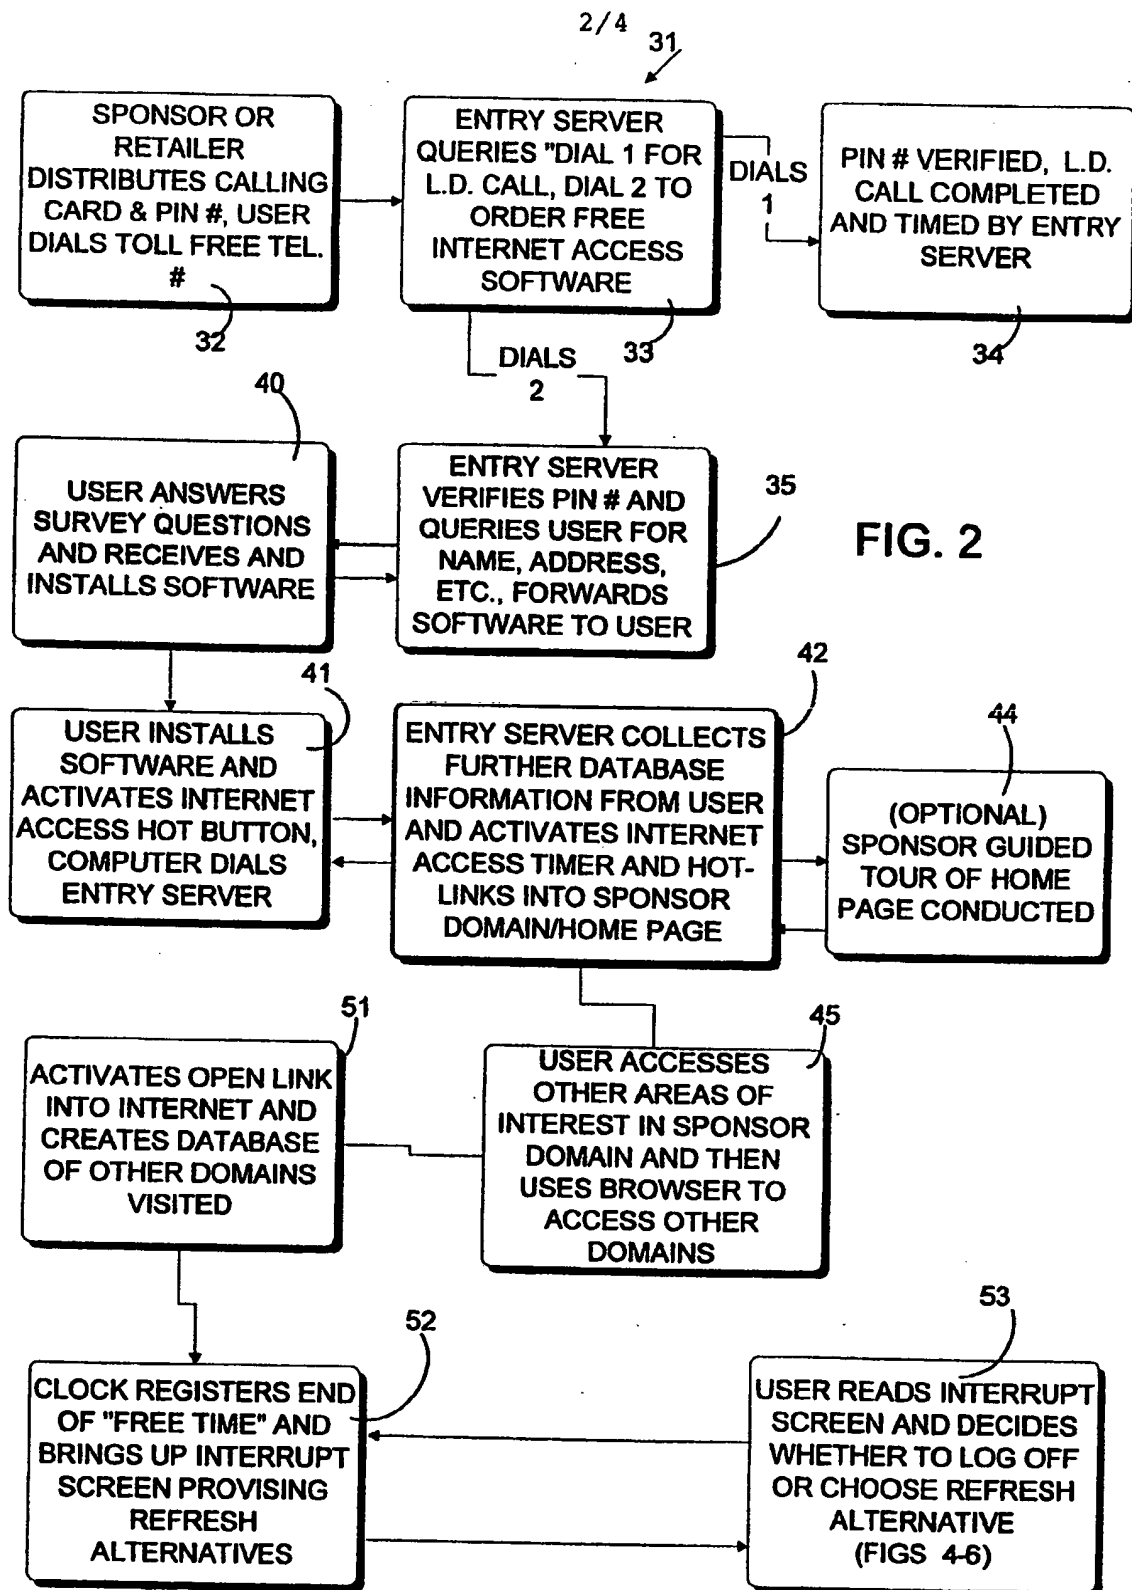 2/4
31
SPONSOR OR
RETAILER
DISTRIBUTES CALLING
CARD & PIN #, USER
DIALS TOLL FREE TEL.
#
32
ENTRY SERVER
QUERIES "DIAL 1 FOR
L.D. CALL, DIAL 2 TO
ORDER FREE
INTERNET ACCESS
SOFTWARE
33
DIALS
1
PIN # VERIFIED, L.D.
CALL COMPLETED
AND TIMED BY ENTRY
SERVER
34
DIALS
2
40
USER ANSWERS
SURVEY QUESTIONS
AND RECEIVES AND
INSTALLS SOFTWARE
ENTRY SERVER
VERIFIES PIN # AND
QUERIES USER FOR
NAME, ADDRESS,
ETC., FORWARDS
SOFTWARE TO USER
35
FIG. 2
41
USER INSTALLS
SOFTWARE AND
ACTIVATES INTERNET
ACCESS HOT BUTTON,
COMPUTER DIALS
ENTRY SERVER
42
ENTRY SERVER COLLECTS
FURTHER DATABASE
INFORMATION FROM USER
AND ACTIVATES INTERNET
ACCESS TIMER AND HOT-
LINKS INTO SPONSOR
DOMAIN/HOME PAGE
44
(OPTIONAL)
SPONSOR GUIDED
TOUR OF HOME
PAGE CONDUCTED
51
ACTIVATES OPEN LINK
INTO INTERNET AND
CREATES DATABASE
OF OTHER DOMAINS
VISITED
45
USER ACCESSES
OTHER AREAS OF
INTEREST IN SPONSOR
DOMAIN AND THEN
USES BROWSER TO
ACCESS OTHER
DOMAINS
52
CLOCK REGISTERS END
OF "FREE TIME" AND
BRINGS UP INTERRUPT
SCREEN PROVISING
REFRESH
ALTERNATIVES
53
USER READS INTERRUPT
SCREEN AND DECIDES
WHETHER TO LOG OFF
OR CHOOSE REFRESH
ALTERNATIVE
(FIGS 4-6)